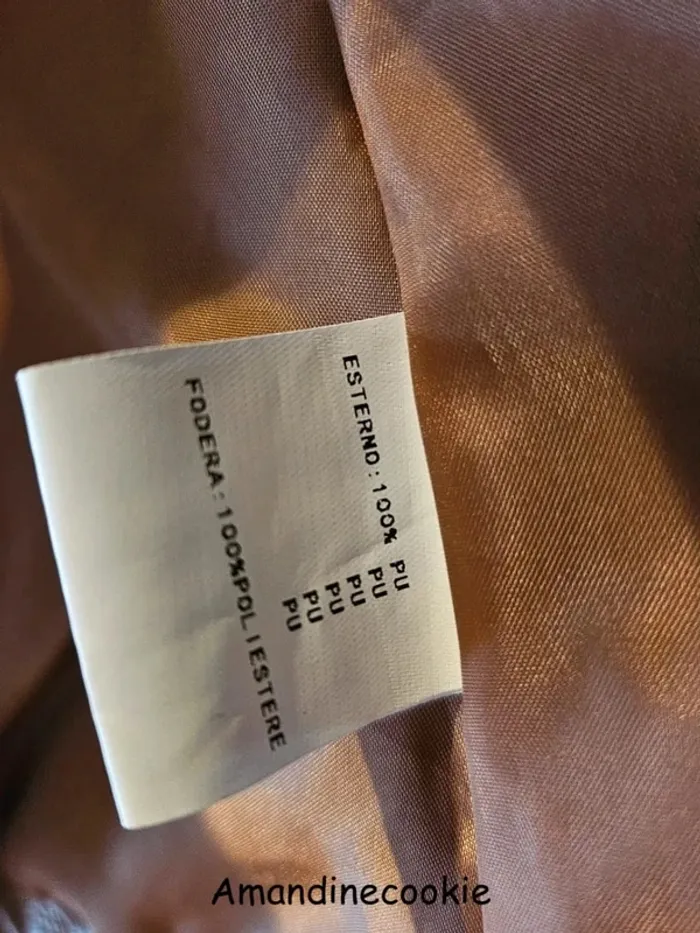 ESTERNO:100% PU
PU
PU
PU
PU
PU
FODERA:100%POLIESTERE
Amandinecookie